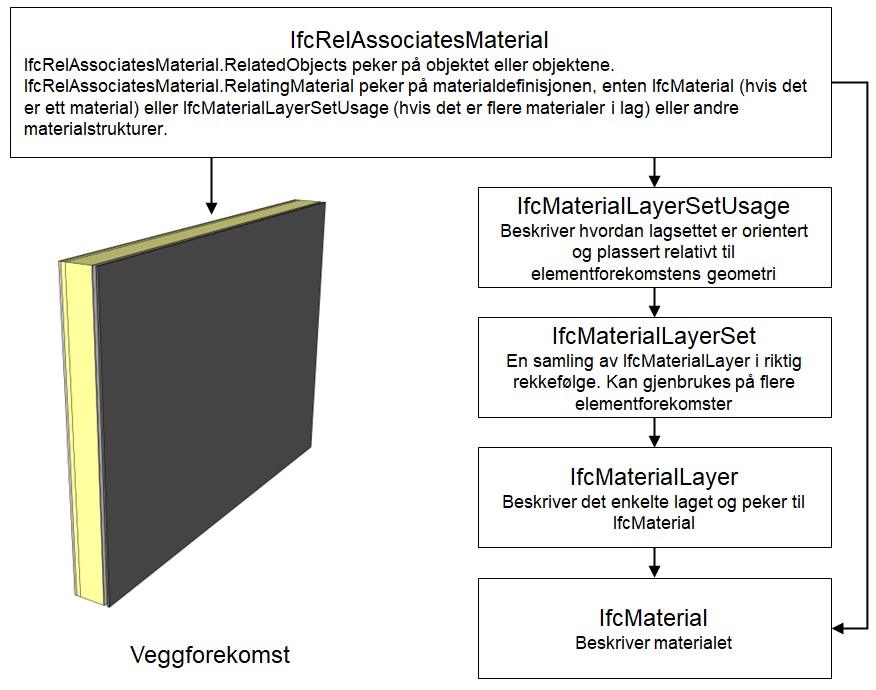 IfcRelAssociatesMaterial
IfcRelAssociatesMaterial.RelatedObjects peker på objektet eller objektene.
IfcRelAssociatesMaterial.RelatingMaterial peker på materialdefinisjonen, enten IfcMaterial (hvis det
er ett material) eller IfcMaterialLayerSetUsage (hvis det er flere materialer i lag) eller andre
materialstrukturer.
IfcMaterialLayerSetUsage
Beskriver hvordan lagsettet er orientert
og plassert relativt til
elementforekomstens geometri
IfcMaterialLayerSet
En samling av IfcMaterialLayer i riktig
rekkefølge. Kan gjenbrukes på flere
elementforekomster
IfcMaterialLayer
Beskriver det enkelte laget og peker til
IfcMaterial
IfcMaterial
Beskriver materialet
Veggforekomst